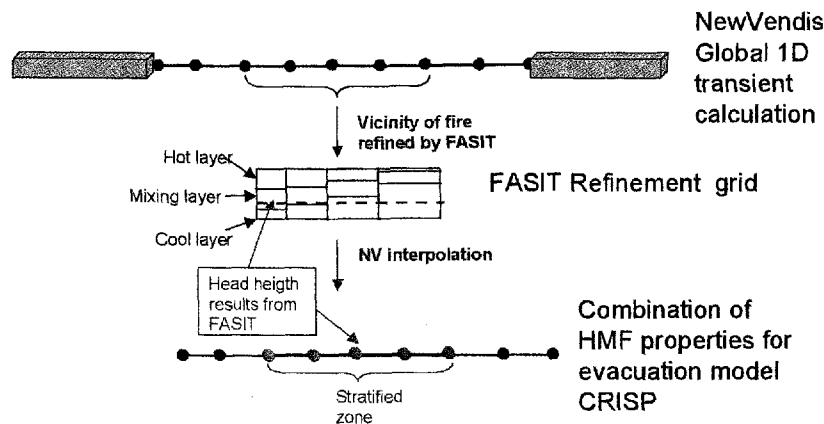 NewVendis
Global 1D
transient
calculation
Vicinity of fire
refined by FASIT
Hot layer
Mixing layer
Cool layer
FASIT Refinement grid
NV interpolation
Head heigth
results from
FASIT
Combination of
HMF properties for
evacuation model
CRISP
Stratified
zone